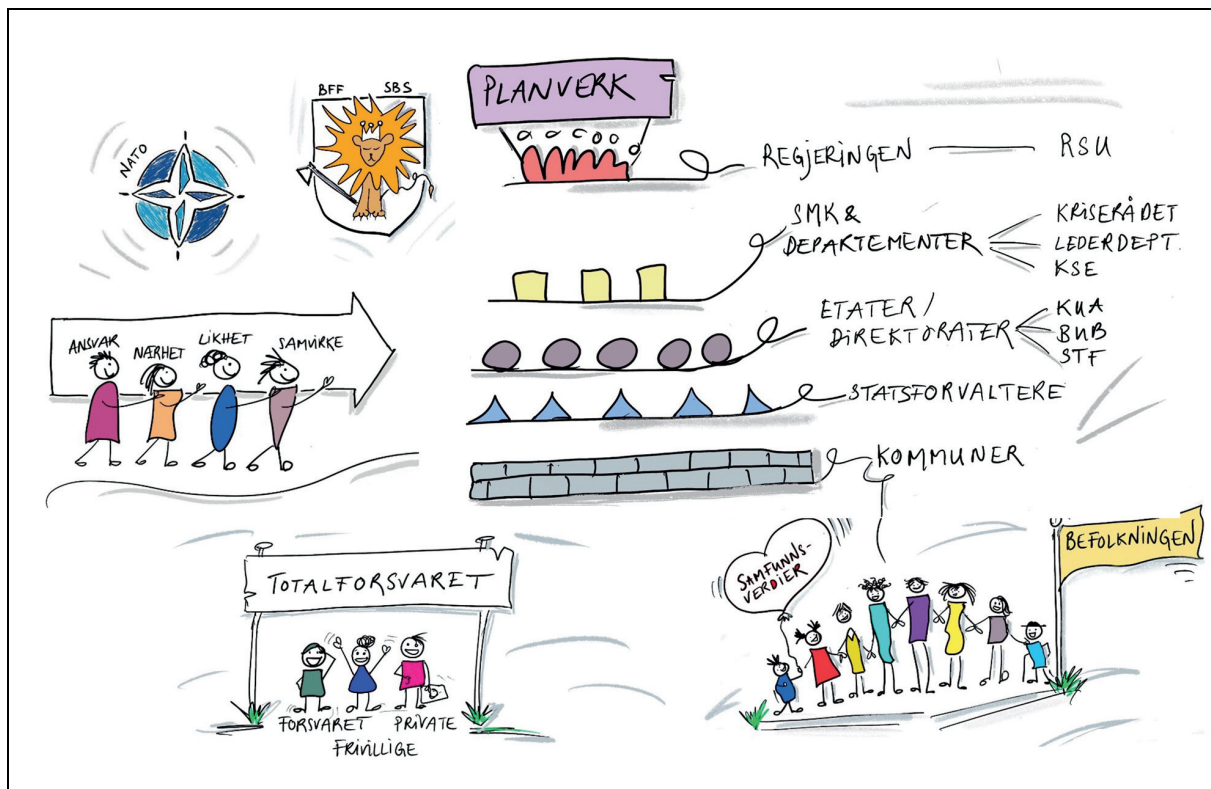 NATO
BFF SBS
PLANVERK
REGJERINGEN
RSU
SMK &
DEPARTEMENTER
KRISERÅDET
LEDERDEPT.
KSE
ETATER/
DIREKTORATER
KUA
BUB
STF
STATSFORVALTERE
KOMMUNER
ANSVAR
NÆRHET
LIKHET
SAMVIRKE
TOTALFORSVARET
FORSVARET PRIVATE
FRIVILLIGE
SAMFUNNS-
VERDIER
BEFOLKNINGEN